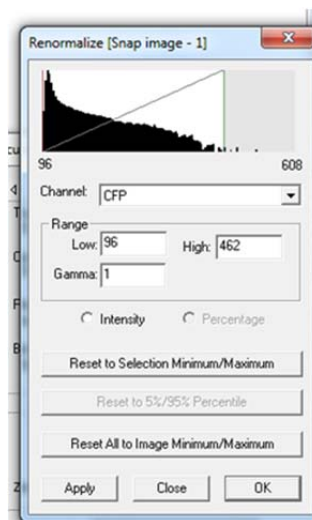 Renormalize [Snap image - 1]
96 608
Channel: CFP
Range
Low: 96 High: 462
Gamma: 1
Intensity Percentage
Reset to Selection Minimum/Maximum
Reset to 5%/95% Percentile
Reset All to Image Minimum/Maximum
Apply Close OK